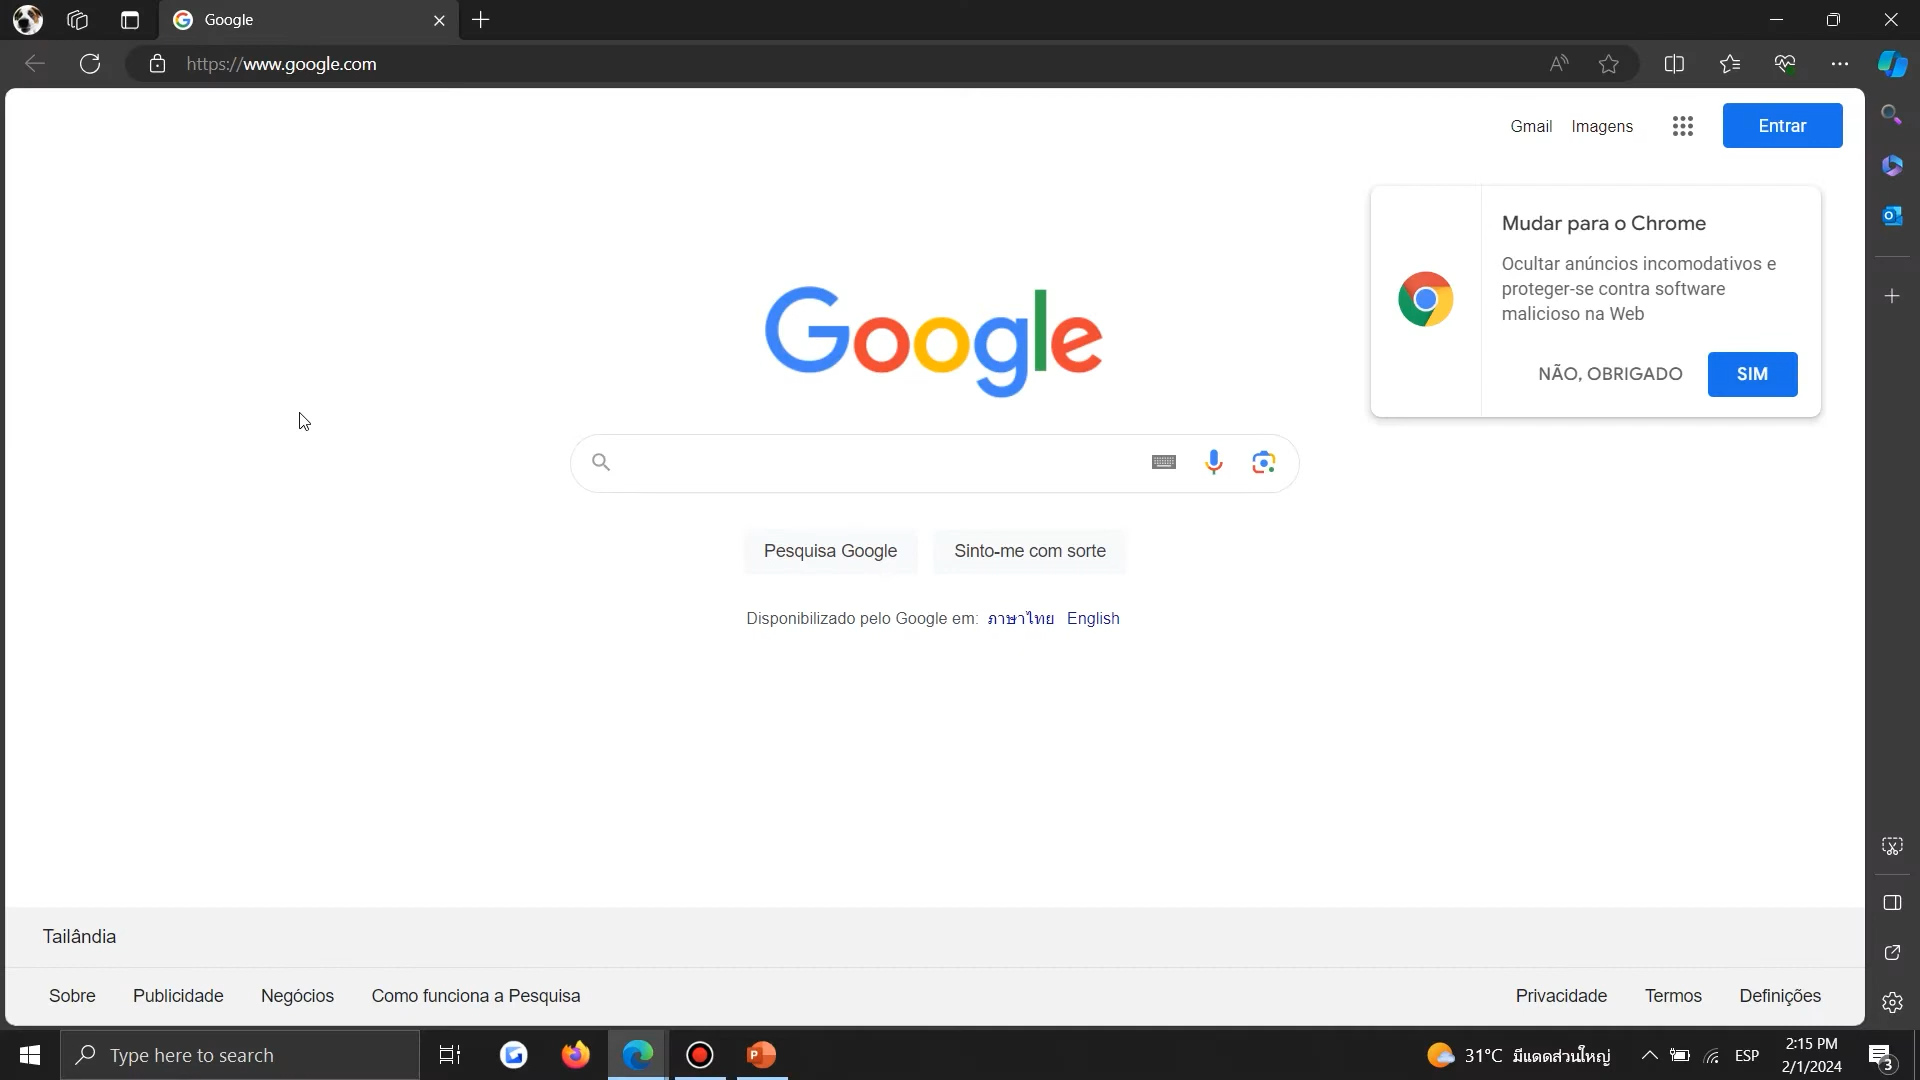 Google
https://www.google.com
Gmail Imagens Entrar
Mudar para o Chrome
Ocultar anúncios incomodativos e
proteger-se contra software
malicioso na Web
NÃO, OBRIGADO SIM
Google
Pesquisa Google Sinto-me com sorte
Disponibilizado pelo Google em: ภาษาไทย English
Tailândia
Sobre Publicidade Negócios Como funciona a Pesquisa Privacidade Termos Definições
Type here to search
31°C มีแดดส่วนใหญ่
ESP
2:15 PM
2/1/2024
3